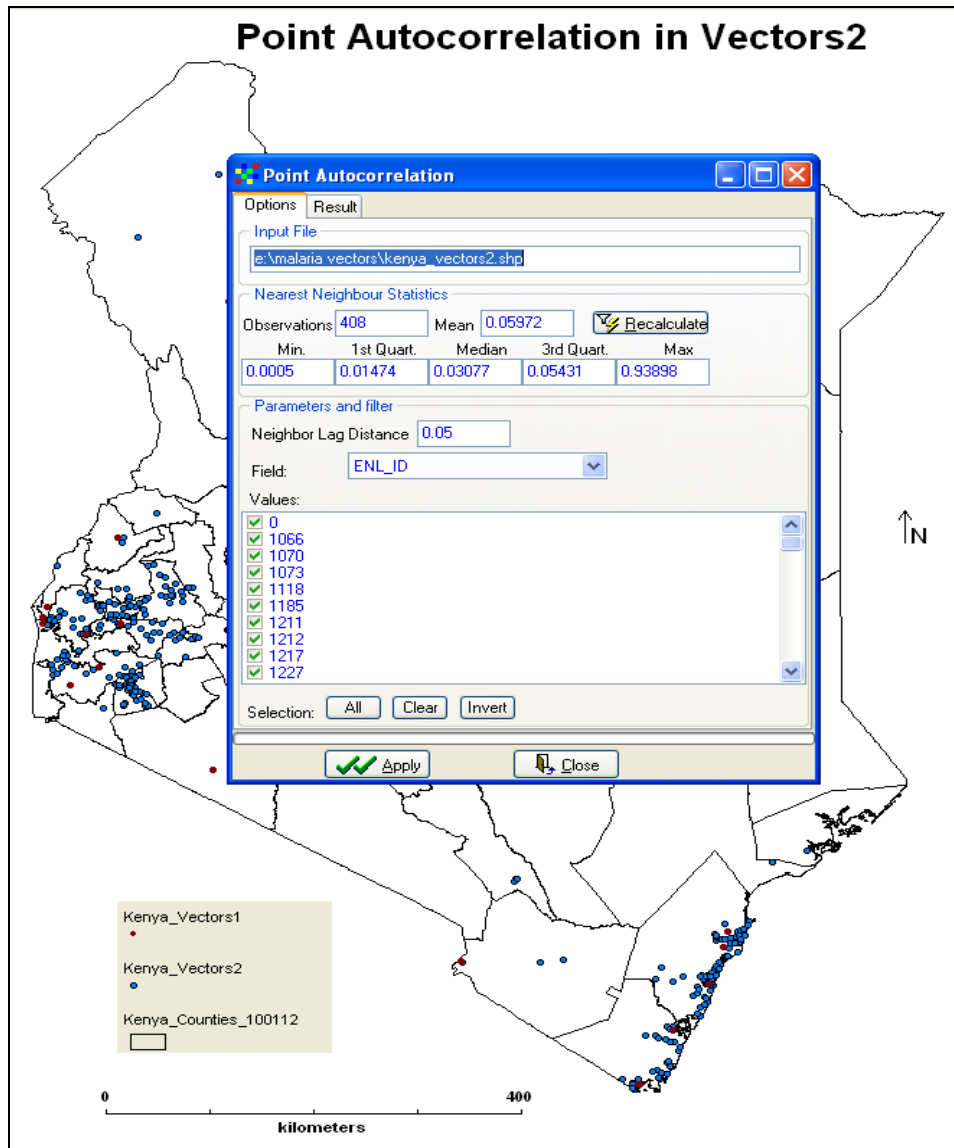 Point Autocorrelation in Vectors2
Point Autocorrelation
Options Result
Input File
e:\malaria vectors\kenya_vectors2.shp
Nearest Neighbour Statistics
Observations 408 Mean 0.05972 Recalculate
Min. 1st Quart. Median 3rd Quart. Max
0.0005 0.01474 0.03077 0.05431 0.93898
Parameters and filter
Neighbor Lag Distance 0.05
Field: ENL_ID
Values:
0
1066
1070
1073
1118
1185
1211
1212
1217
1227
Selection: All Clear Invert
Apply Close
N
Kenya_Vectors1
Kenya_Vectors2
Kenya_Counties_100112
0 400
kilometers